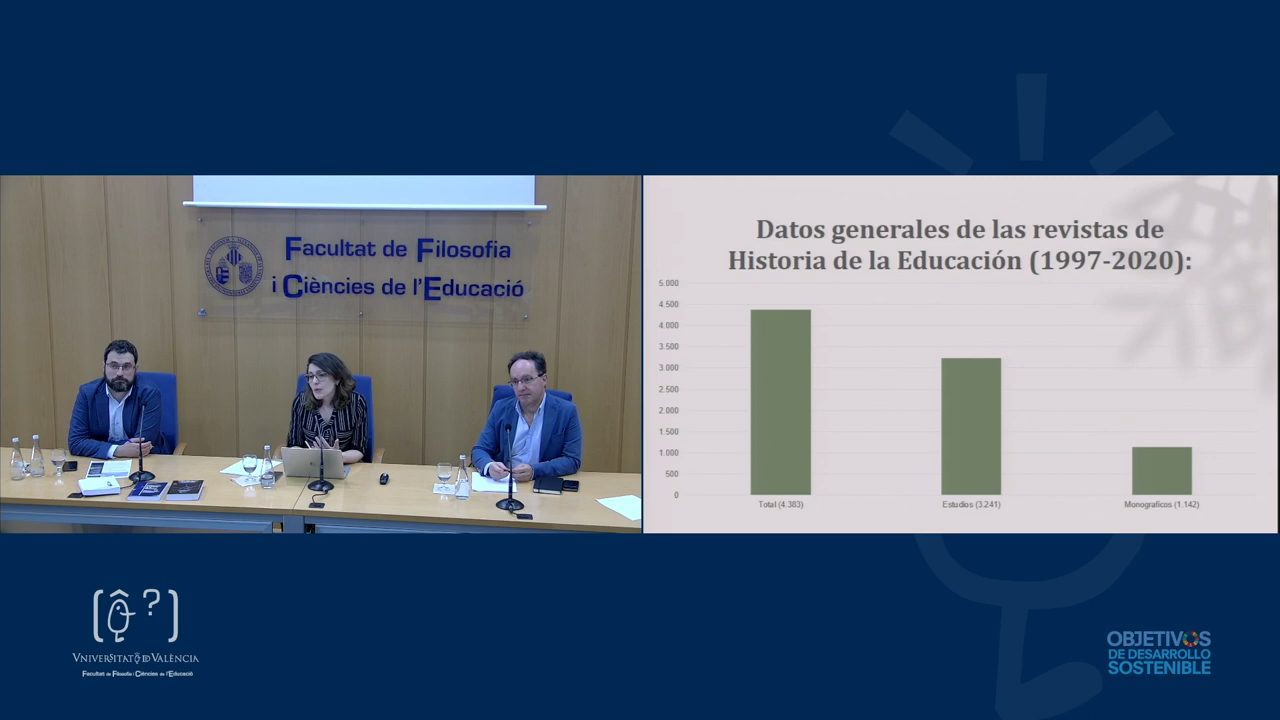 Facultat de Filosofia
i Ciències de l'Educació
Datos generales de las revistas de
Historia de la Educación (1997-2020):
5.000
4.500
4.000
3.500
3.000
2.500
2.000
1.500
1.000
500
0
Total (4.383)
Estudios (3.241)
Monograficos (1.142)
[ô?]
VNIVERSITATQDVALÈNCIA
Facultat de Filosofia i Ciències de l'Educació
OBJETIVOS
DE DESARROLLO
SOSTENIBLE